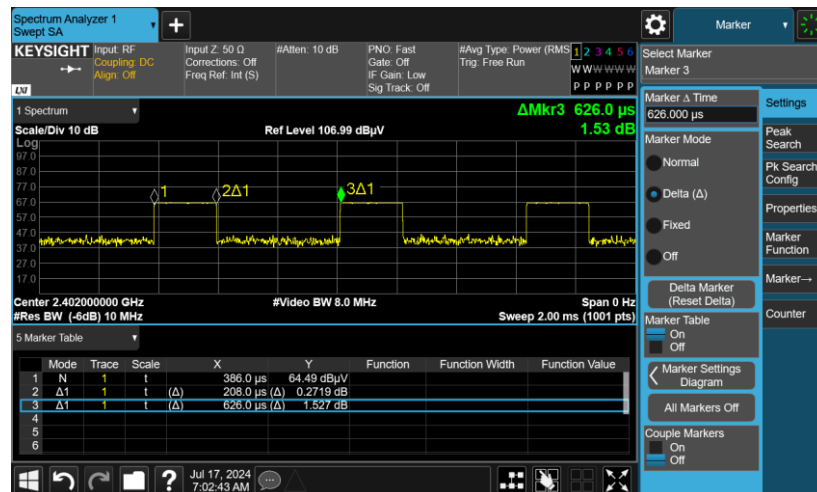 Spectrum Analyzer 1
Swept SA
+
Marker
KEYSIGHT
LXI
Input: RF
Coupling: DC
Align: Off
Input Z: 50 Ω
Corrections: Off
Freq Ref: Int (S)
#Atten: 10 dB
PNO: Fast
Gate: Off
IF Gain: Low
Sig Track: Off
#Avg Type: Power (RMS
Trig: Free Run
1 2 3 4 5 6
W W W W W W
P P P P P P
1 Spectrum
ΔMkr3 626.0 µs
1.53 dB
Scale/Div 10 dB
Ref Level 106.99 dBµV
Log
97.0
87.0
77.0
67.0
57.0
47.0
37.0
27.0
17.0
1
2Δ1
3Δ1
Center 2.402000000 GHz
#Video BW 8.0 MHz
Span 0 Hz
#Res BW (-6dB) 10 MHz
Sweep 2.00 ms (1001 pts)
5 Marker Table
Mode Trace Scale X Y Function Function Width Function Value
1 N 1 t 386.0 µs 64.49 dBµV
2 Δ1 1 t (Δ) 208.0 µs (Δ) 0.2719 dB
3 Δ1 1 t (Δ) 626.0 µs (Δ) 1.527 dB
4
5
6
?
Jul 17, 2024
7:02:43 AM
Select Marker
Marker 3
Marker Δ Time
626.000 µs
Marker Mode
Normal
Delta (Δ)
Fixed
Off
Delta Marker
(Reset Delta)
Marker Table
On
Off
Marker Settings
Diagram
All Markers Off
Couple Markers
On
Off
Settings
Peak
Search
Pk Search
Config
Properties
Marker
Function
Marker→
Counter